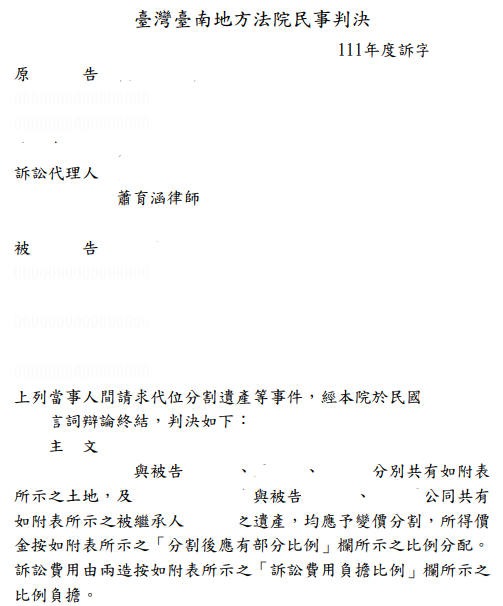 臺灣臺南地方法院民事判決
111年度訴字
原　　　告
訴訟代理人
蕭育涵律師
被　　　告
上列當事人間請求代位分割遺產等事件，經本院於民國
言詞辯論終結，判決如下：
主　文
與被告　　　、　　　、　　　分別共有如附表
所示之土地，及　　　　　　　與被告　　　、　　　公同共有
如附表所示之被繼承人　　　之遺產，均應予變價分割，所得價
金按如附表所示之「分割後應有部分比例」欄所示之比例分配。
訴訟費用由兩造按如附表所示之「訴訟費用負擔比例」欄所示之
比例負擔。